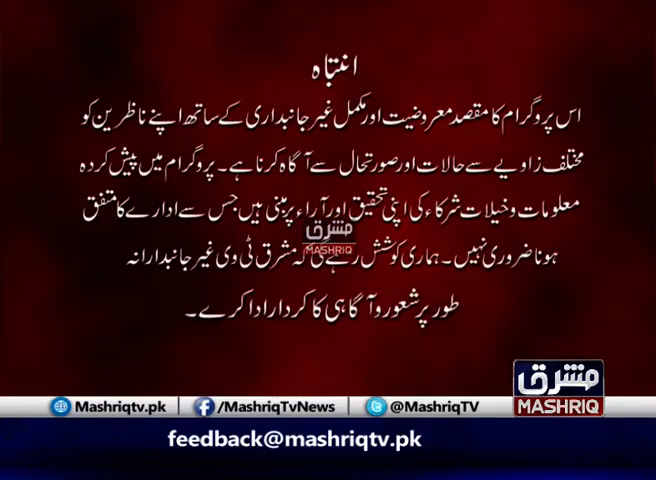 انتباہ
اس پروگرام کا مقصد معروضیت اور مکمل غیر جانبداری کے ساتھ اپنے ناظرین کو
مختلف زاویے سے حالات اور صورتحال سے آگاہ کرنا ہے۔ پروگرام میں پیش کردہ
معلومات و خیلات شرکاء کی اپنی تحقیق اور آراء پر مبنی ہیں جس سے ادارے کا متفق
ہونا ضروری نہیں۔ ہماری کوشش رہے گی کہ مشرق ٹی وی غیر جانبدارانہ
طور پر شعور و آگاہی کا کردار ادا کرے۔
مشرق
MASHRIQ
مشرق
MASHRIQ
Mashriqtv.pk /MashriqTvNews @MashriqTV
feedback@mashriqtv.pk